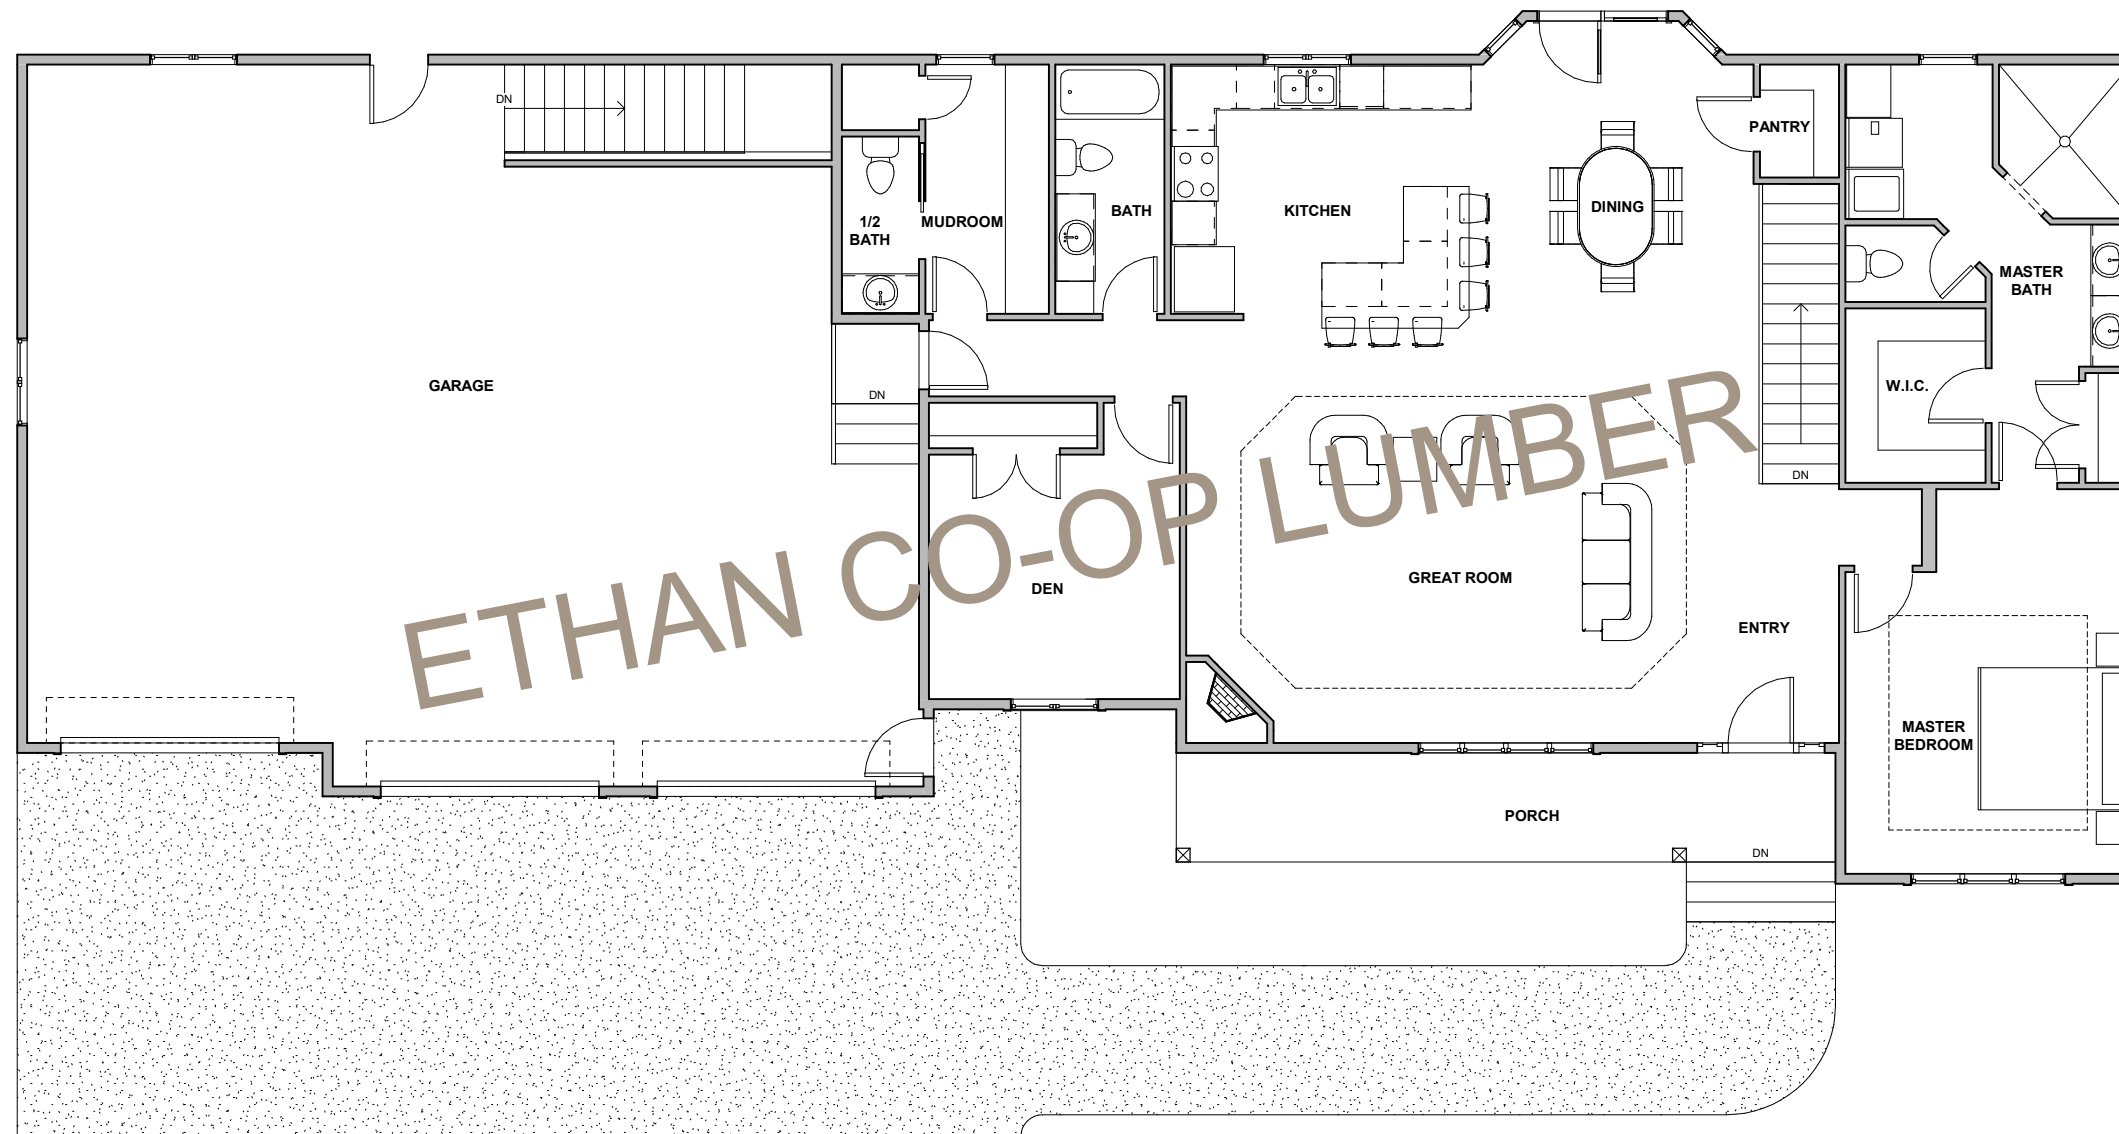 DN
PANTRY
KITCHEN
BATH
DINING
1/2
BATH
MUDROOM
MASTER
BATH
GARAGE
DN
W.I.C.
DN
ETHAN CO-OP LUMBER
GREAT ROOM
DEN
ENTRY
MASTER
BEDROOM
PORCH
DN